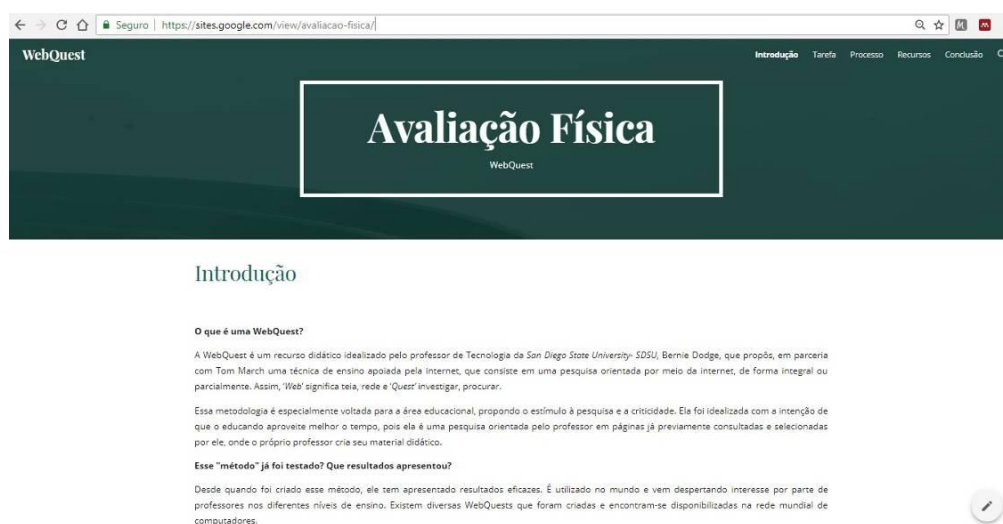 Seguro | https://sites.google.com/view/avaliacao-fisica/
WebQuest
Introdução Tarefa Processo Recursos Conclusão
Avaliação Física
WebQuest
Introdução
O que é uma WebQuest?
A WebQuest é um recurso didático idealizado pelo professor de Tecnologia da San Diego State University- SDSU, Bernie Dodge, que propôs, em parceria
com Tom March uma técnica de ensino apoiada pela internet, que consiste em uma pesquisa orientada por meio da internet, de forma integral ou
parcialmente. Assim, 'Web' significa teia, rede e 'Quest' investigar, procurar.
Essa metodologia é especialmente voltada para a área educacional, propondo o estímulo à pesquisa e a criticidade. Ela foi idealizada com a intenção de
que o educando aproveite melhor o tempo, pois ela é uma pesquisa orientada pelo professor em páginas já previamente consultadas e selecionadas
por ele, onde o próprio professor cria seu material didático.
Esse "método" já foi testado? Que resultados apresentou?
Desde quando foi criado esse método, ele tem apresentado resultados eficazes. É utilizado no mundo e vem despertando interesse por parte de
professores nos diferentes níveis de ensino. Existem diversas WebQuests que foram criadas e encontram-se disponibilizadas na rede mundial de
computadores.